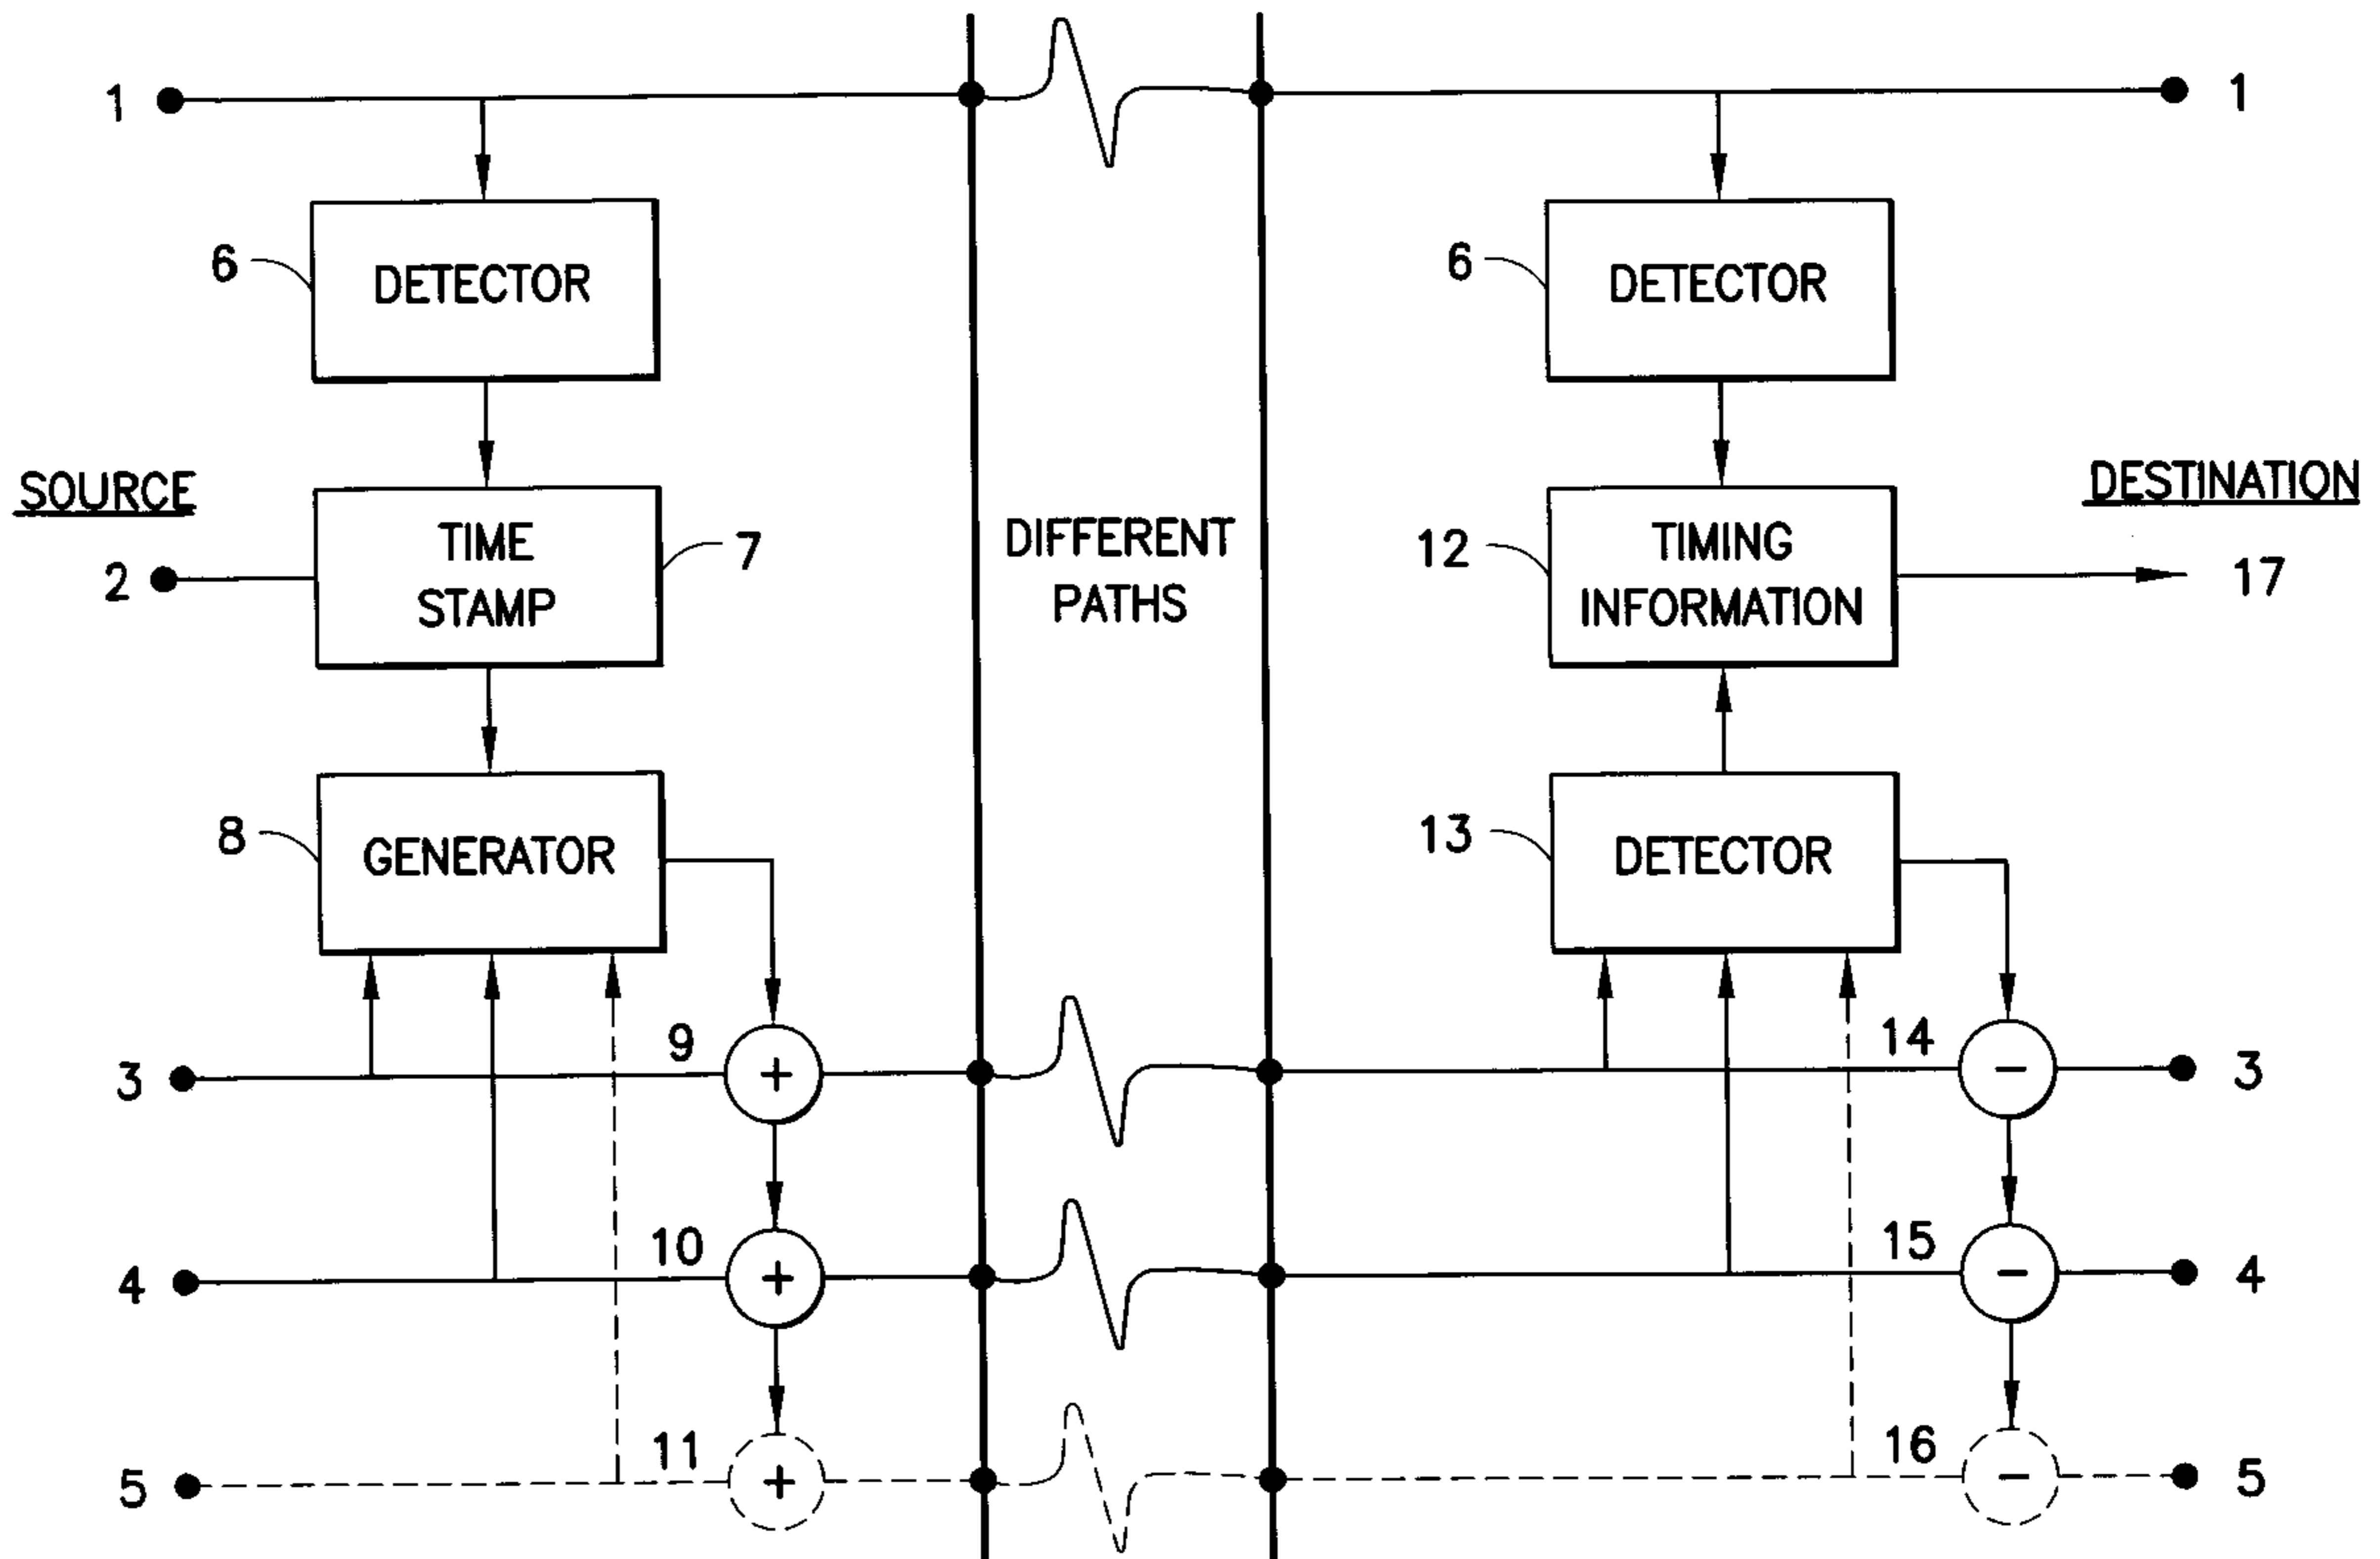 1
1
6
DETECTOR
6
DETECTOR
SOURCE
DESTINATION
TIME
STAMP
7
DIFFERENT
PATHS
12
TIMING
INFORMATION
2
17
8
GENERATOR
13
DETECTOR
9
+
14
−
3
3
10
+
15
−
4
4
11
+
16
−
5
5